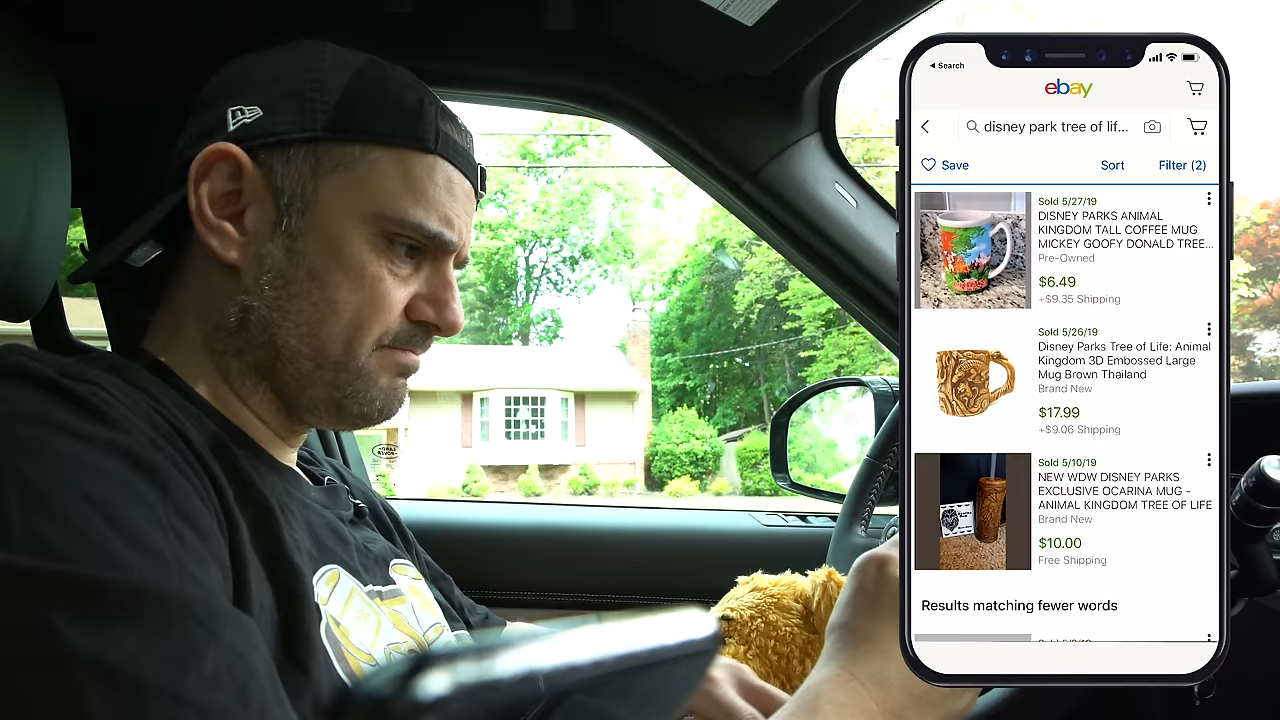 Search
ebay
disney park tree of lif...
Save
Sort
Filter (2)
Sold 5/27/19
DISNEY PARKS ANIMAL
KINGDOM TALL COFFEE MUG
MICKEY GOOFY DONALD TREE...
Pre-Owned
$6.49
+$9.35 Shipping
Sold 5/26/19
Disney Parks Tree of Life: Animal
Kingdom 3D Embossed Large
Mug Brown Thailand
Brand New
$17.99
+$9.06 Shipping
Sold 5/10/19
NEW WDW DISNEY PARKS
EXCLUSIVE OCARINA MUG -
ANIMAL KINGDOM TREE OF LIFE
Brand New
$10.00
Free Shipping
Results matching fewer words